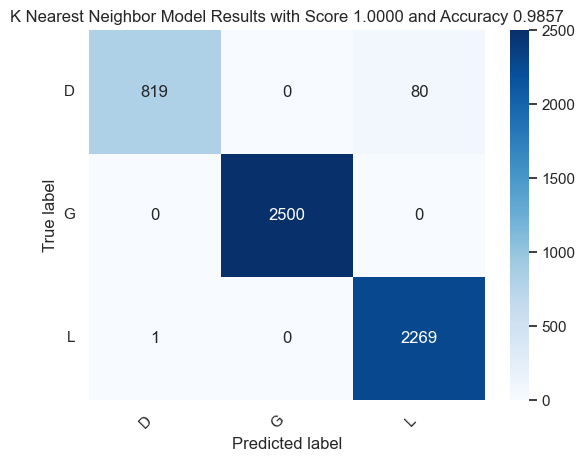 K Nearest Neighbor Model Results with Score 1.0000 and Accuracy 0.9857
D 819 0 80
G 0 2500 0
L 1 0 2269
D G L
True label
Predicted label
2500
2000
1500
1000
500
0